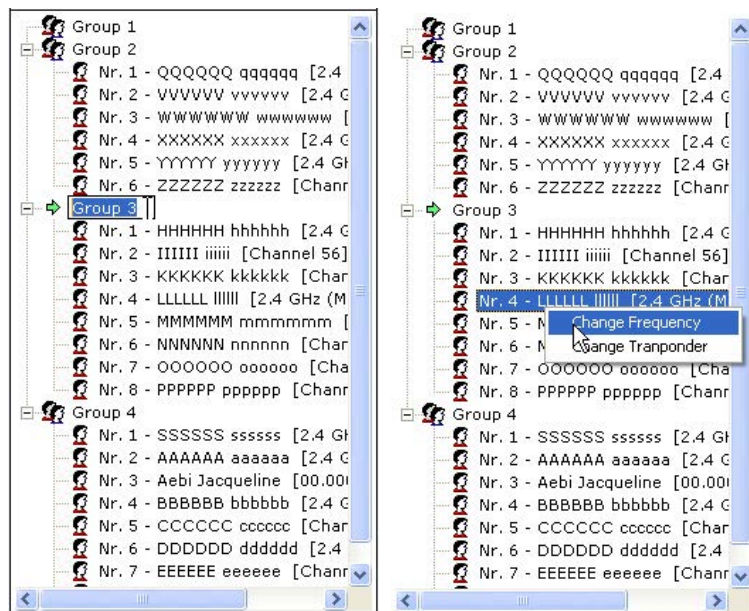 Group 1
Group 2
Nr. 1 - QQQQQQ qqqqqq [2.4
Nr. 2 - VVVVVV vvvvvv [2.4 G
Nr. 3 - WWWWWW wwwwww [
Nr. 4 - XXXXXX xxxxxx [2.4 G
Nr. 5 - YYYYYY yyyyyy [2.4 GH
Nr. 6 - ZZZZZZ zzzzzz [Chanr
Group 3
Nr. 1 - HHHHHH hhhhhh [2.4 G
Nr. 2 - IIIIII iiiiii [Channel 56]
Nr. 3 - KKKKKK kkkkkk [Char
Nr. 4 - LLLLLL llllll [2.4 GHz (M
Nr. 5 - MMMMMM mmmmmm [
Nr. 6 - NNNNNN nnnnnn [Char
Nr. 7 - OOOOOO oooooo [Cha
Nr. 8 - PPPPPP pppppp [Chanr
Group 4
Nr. 1 - SSSSSS ssssss [2.4 GH
Nr. 2 - AAAAAA aaaaaa [2.4 G
Nr. 3 - Aebi Jacqueline [00.00
Nr. 4 - BBBBBB bbbbbb [2.4 G
Nr. 5 - CCCCCC cccccc [Char
Nr. 6 - DDDDDD dddddd [2.4
Nr. 7 - EEEEEE eeeeee [Chanr
Group 1
Group 2
Nr. 1 - QQQQQQ qqqqqq [2.4
Nr. 2 - VVVVVV vvvvvv [2.4 G
Nr. 3 - WWWWWW wwwwww [
Nr. 4 - XXXXXX xxxxxx [2.4 G
Nr. 5 - YYYYYY yyyyyy [2.4 GH
Nr. 6 - ZZZZZZ zzzzzz [Chanr
Group 3
Nr. 1 - HHHHHH hhhhhh [2.4 G
Nr. 2 - IIIIII iiiiii [Channel 56]
Nr. 3 - KKKKKK kkkkkk [Char
Nr. 4 - LLLLLL llllll [2.4 GHz (M
Nr. 5 - M
Change Frequency
Nr. 6 - N
Change Tranponder
Nr. 7 - OOOOOO oooooo [Cha
Nr. 8 - PPPPPP pppppp [Chanr
Group 4
Nr. 1 - SSSSSS ssssss [2.4 GH
Nr. 2 - AAAAAA aaaaaa [2.4 G
Nr. 3 - Aebi Jacqueline [00.00
Nr. 4 - BBBBBB bbbbbb [2.4 G
Nr. 5 - CCCCCC cccccc [Char
Nr. 6 - DDDDDD dddddd [2.4
Nr. 7 - EEEEEE eeeeee [Chanr